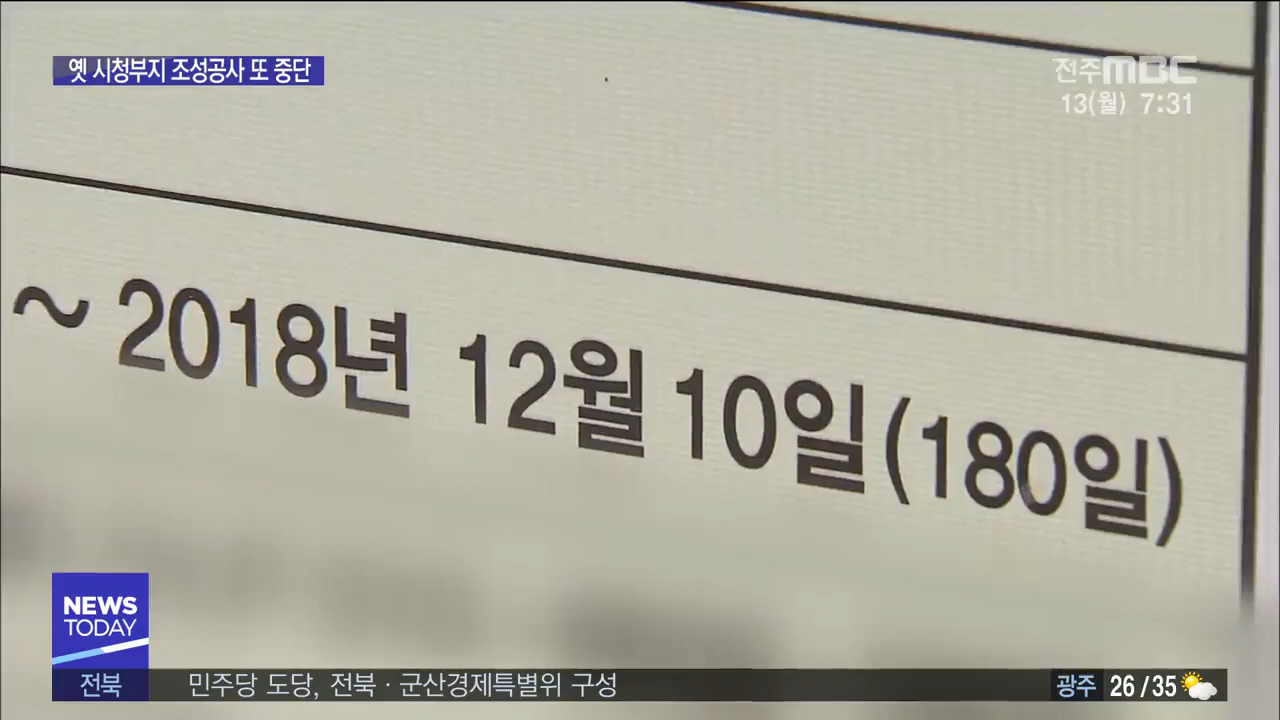 옛 시청부지 조성공사 또 중단
전주MBC
13(월) 7:31
~ 2018년 12월 10일(180일)
NEWS
TODAY
전북 민주당 도당, 전북·군산경제특별위 구성 광주 26/35